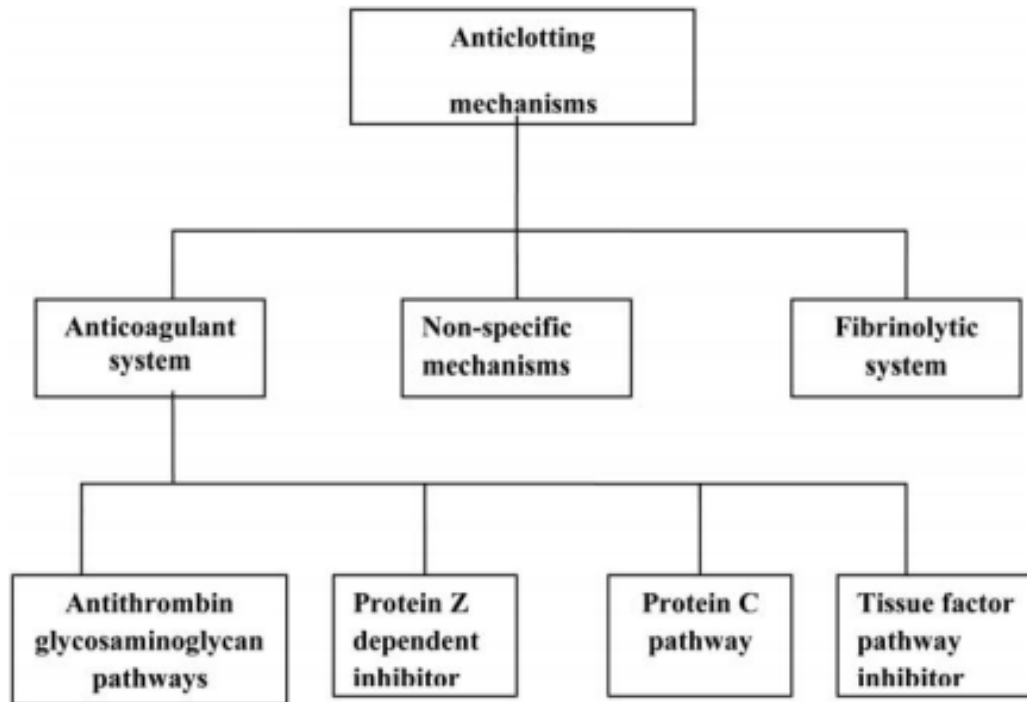 Anticlotting
mechanisms
Anticoagulant
system
Non-specific
mechanisms
Fibrinolytic
system
Antithrombin
glycosaminoglycan
pathways
Protein Z
dependent
inhibitor
Protein C
pathway
Tissue factor
pathway
inhibitor